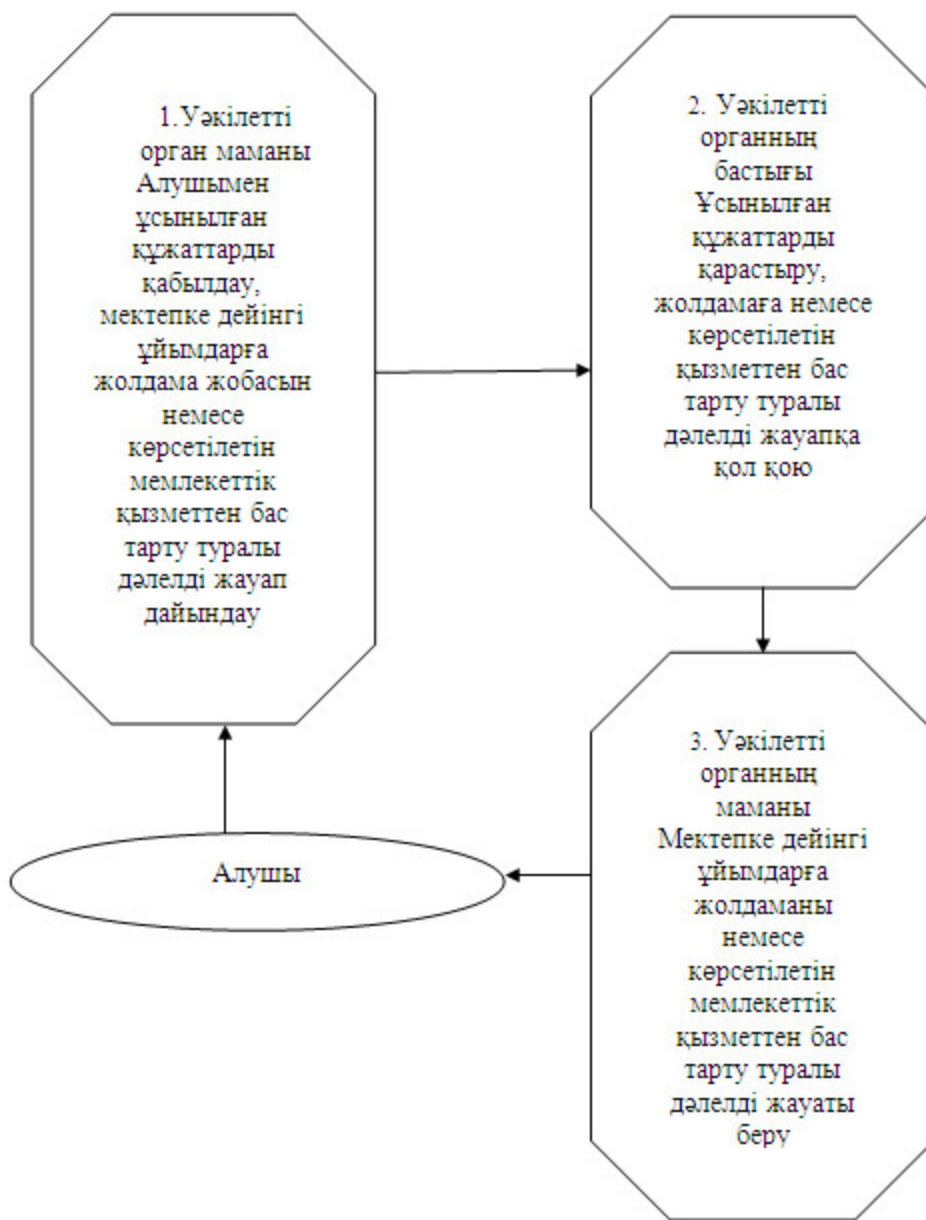 1.Уәкілетті
орган маманы
Алушымен
ұсынылған
құжаттарды
қабылдау,
мектепке дейінгі
ұйымдарға
жолдама жобасын
немесе
көрсетілетін
мемлекеттік
қызметтен бас
тарту туралы
дәлелді жауап
дайындау
2. Уәкілетті
органның
бастығы
Ұсынылған
құжаттарды
қарастыру,
жолдамаға немесе
көрсетілетін
қызметтен бас
тарту туралы
дәлелді жауапқа
қол қою
3. Уәкілетті
органның
маманы
Мектепке дейінгі
ұйымдарға
жолдаманы
немесе
көрсетілетін
мемлекеттік
қызметтен бас
тарту туралы
дәлелді жауаты
беру
Алушы